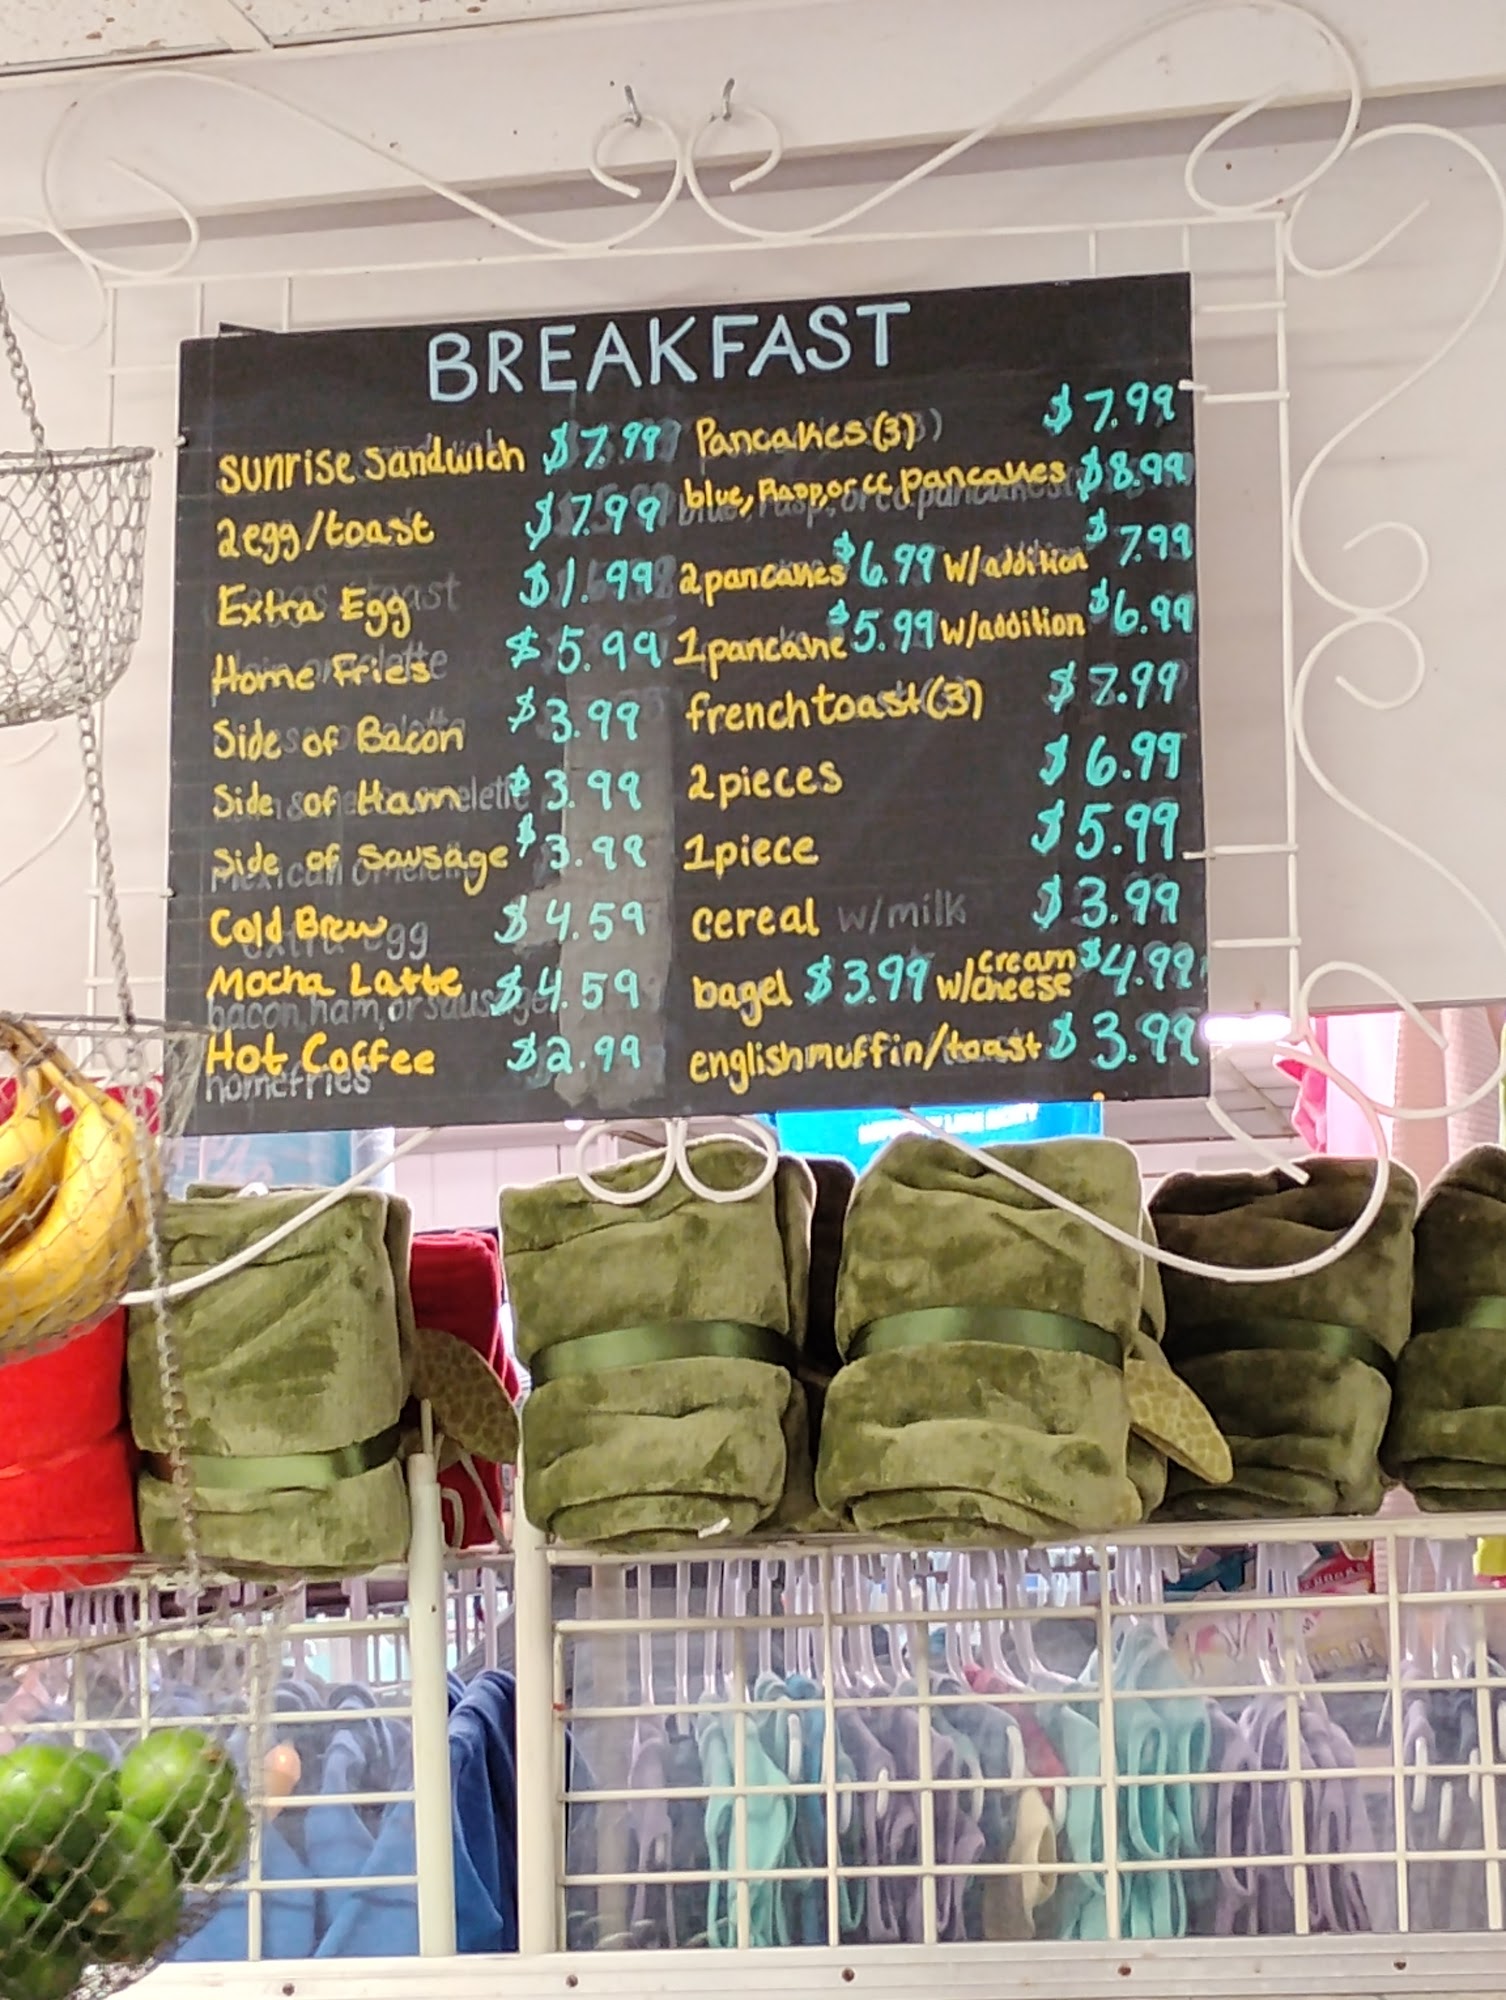 BREAKFAST
sunrise sandwich $7.99
2egg/toast $7.99
Extra Egg $1.99
Home Fries $5.99
Side of Bacon $3.99
Side of Ham $3.99
Side of Sausage $3.99
Cold Brew $4.59
Mocha Latte $4.59
Hot Coffee $2.99
Pancakes(3) $7.99
blue, Rasp, or cc pancakes $8.99
2pancakes $6.99 w/addition $7.99
1pancake $5.99 w/addition $6.99
french toast(3) $7.99
2pieces $6.99
1piece $5.99
cereal w/milk $3.99
bagel $3.99 w/cream cheese $4.99
english muffin/toast $3.99